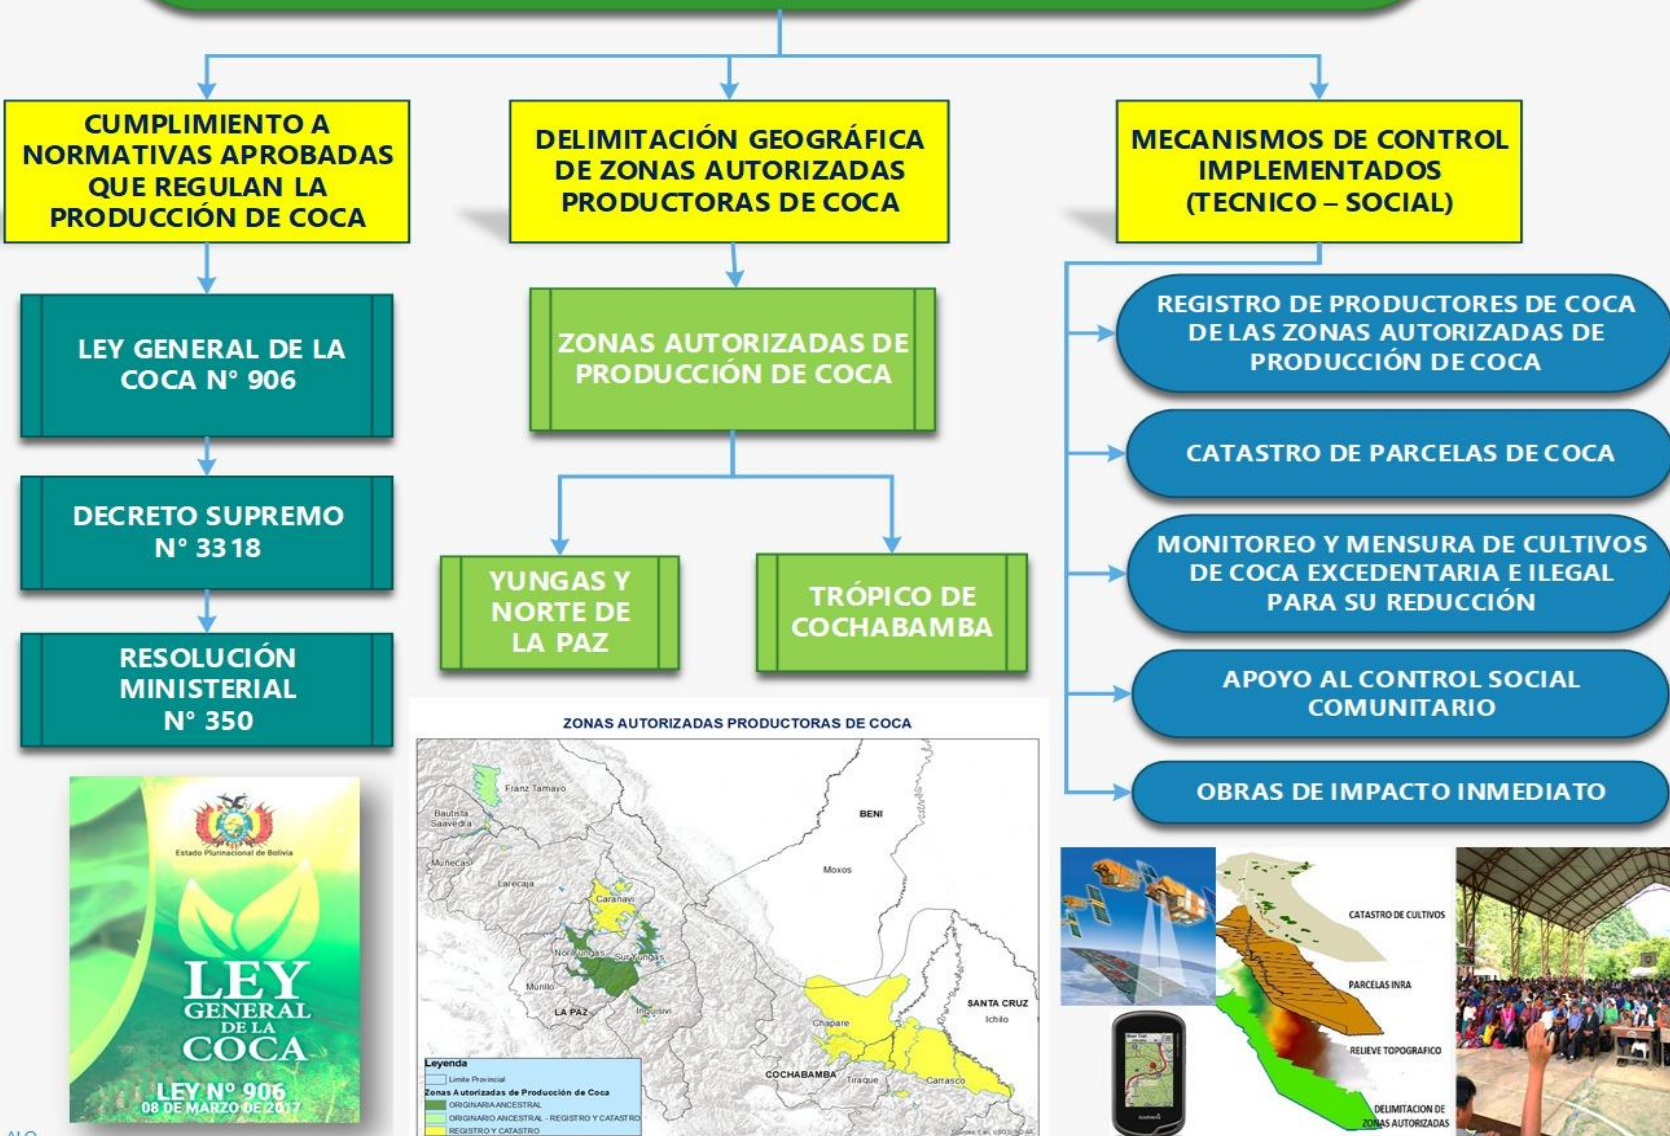 CUMPLIMIENTO A
NORMATIVAS APROBADAS
QUE REGULAN LA
PRODUCCIÓN DE COCA
DELIMITACIÓN GEOGRÁFICA
DE ZONAS AUTORIZADAS
PRODUCTORAS DE COCA
MECANISMOS DE CONTROL
IMPLEMENTADOS
(TECNICO – SOCIAL)
LEY GENERAL DE LA
COCA N° 906
DECRETO SUPREMO
N° 3318
RESOLUCIÓN
MINISTERIAL
N° 350
ZONAS AUTORIZADAS DE
PRODUCCIÓN DE COCA
YUNGAS Y
NORTE DE
LA PAZ
TRÓPICO DE
COCHABAMBA
REGISTRO DE PRODUCTORES DE COCA
DE LAS ZONAS AUTORIZADAS DE
PRODUCCIÓN DE COCA
CATASTRO DE PARCELAS DE COCA
MONITOREO Y MENSURA DE CULTIVOS
DE COCA EXCEDENTARIA E ILEGAL
PARA SU REDUCCIÓN
APOYO AL CONTROL SOCIAL
COMUNITARIO
OBRAS DE IMPACTO INMEDIATO
Estado Plurinacional de Bolivia
LEY
GENERAL
DE LA
COCA
LEY N° 906
08 DE MARZO DE 2017
ZONAS AUTORIZADAS PRODUCTORAS DE COCA
Franz Tamayo
Bautista
Saavedra
Muñecas
Larecaja
Caranavi
Nor Yungas
Sur Yungas
Murillo
LA PAZ
Inquisivi
BENI
Moxos
SANTA CRUZ
Ichilo
Chapare
COCHABAMBA
Tiraque
Carrasco
Leyenda
Limite Provincial
Zonas Autorizadas de Producción de Coca
ORIGINARIA ANCESTRAL
ORIGINARIO ANCESTRAL - REGISTRO Y CATASTRO
REGISTRO Y CATASTRO
CATASTRO DE CULTIVOS
PARCELAS INRA
RELIEVE TOPOGRAFICO
DELIMITACION DE
ZONAS AUTORIZADAS
GARMIN